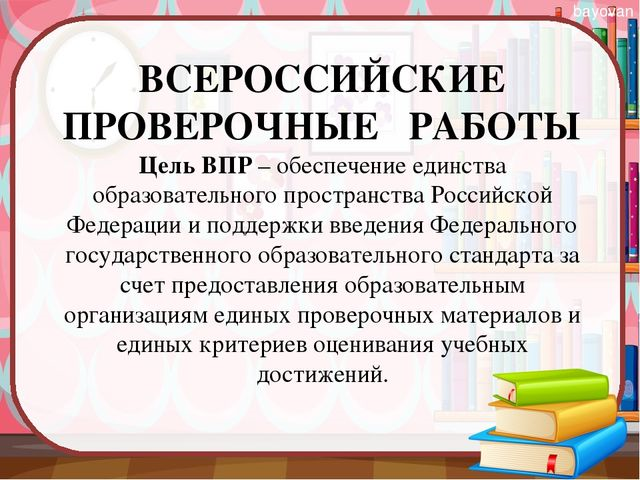 bayovan
ВСЕРОССИЙСКИЕ
ПРОВЕРОЧНЫЕ РАБОТЫ
Цель ВПР – обеспечение единства
образовательного пространства Российской
Федерации и поддержки введения Федерального
государственного образовательного стандарта за
счет предоставления образовательным
организациям единых проверочных материалов и
единых критериев оценивания учебных
достижений.